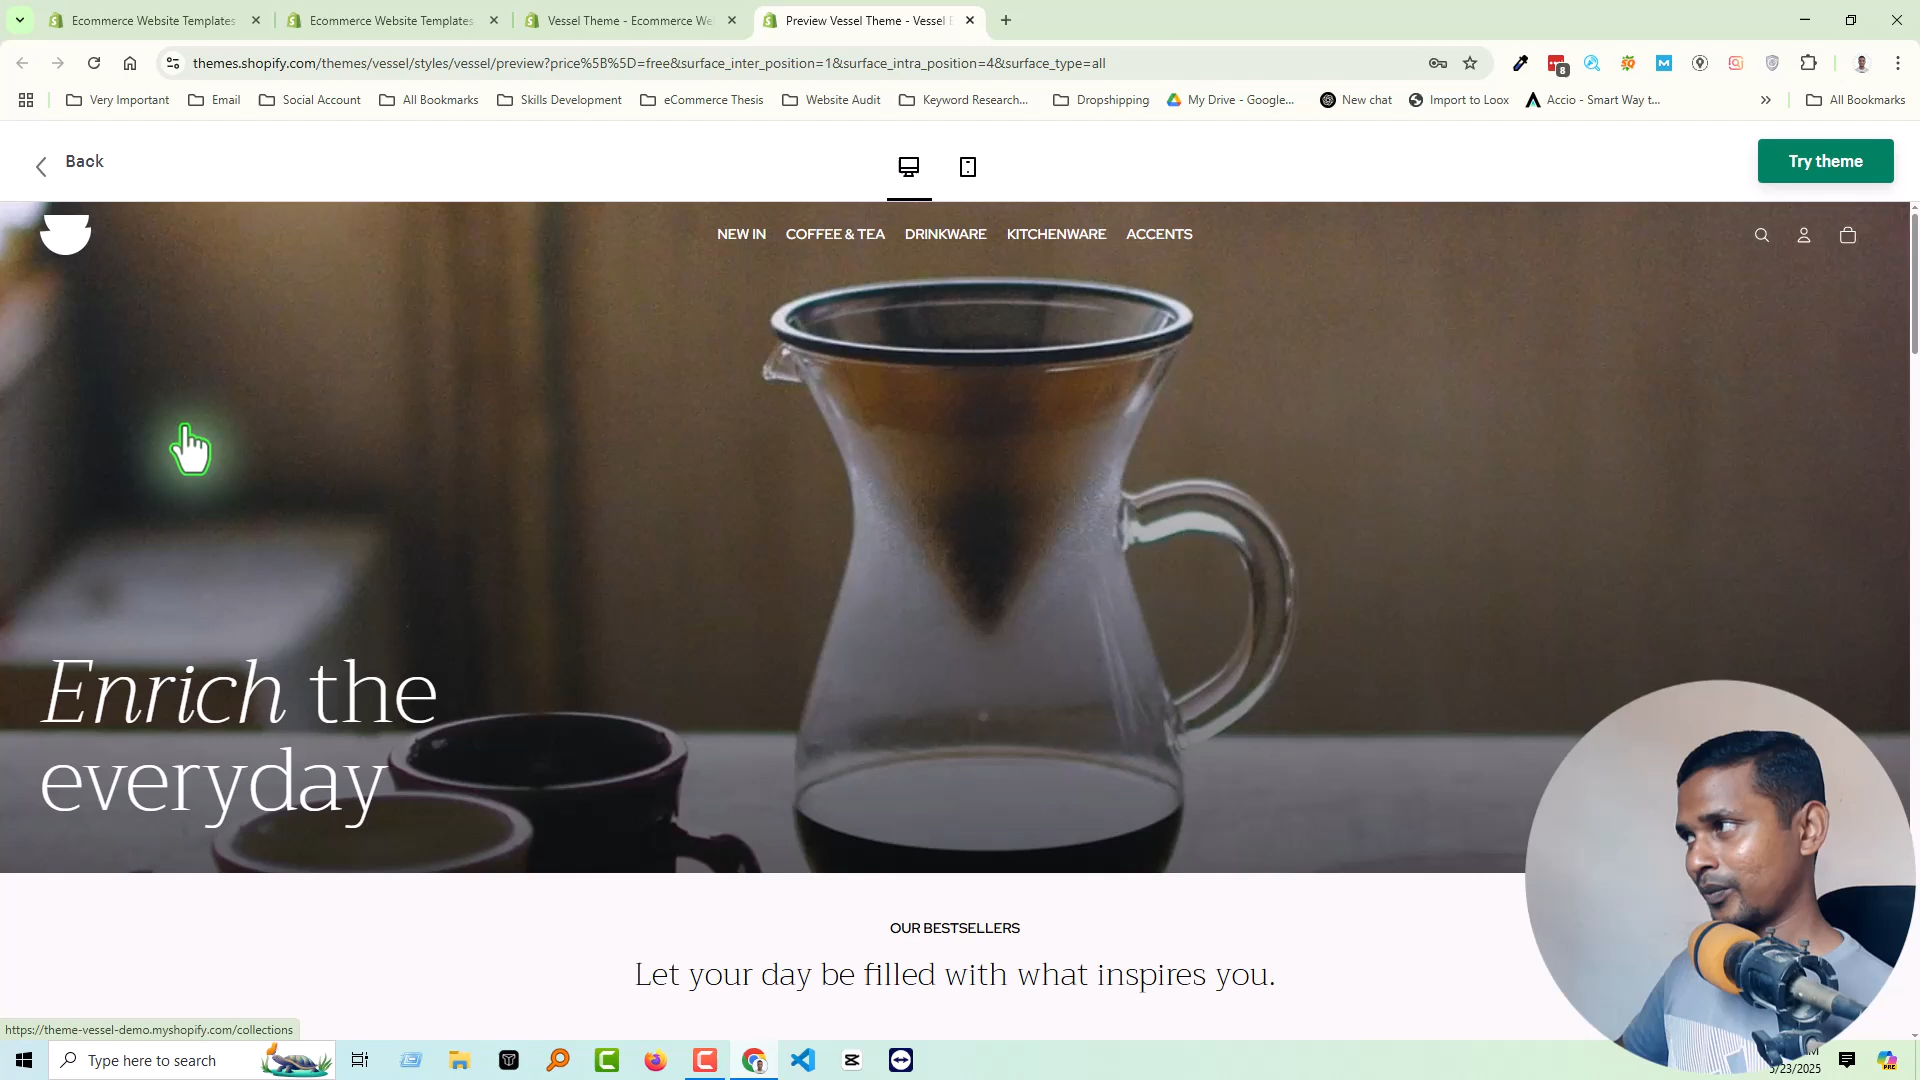 Ecommerce Website Templates
Ecommerce Website Templates
Vessel Theme - Ecommerce We
Preview Vessel Theme - Vessel E
themes.shopify.com/themes/vessel/styles/vessel/preview?price%5B%5D=free&surface_inter_position=1&surface_intra_position=4&surface_type=all
8
Very Important
Email
Social Account
All Bookmarks
Skills Development
eCommerce Thesis
Website Audit
Keyword Research...
Dropshipping
My Drive - Google...
New chat
Import to Loox
Accio - Smart Way t...
All Bookmarks
Back
Try theme
NEW IN COFFEE & TEA DRINKWARE KITCHENWARE ACCENTS
Enrich the
everyday
OUR BESTSELLERS
Let your day be filled with what inspires you.
https://theme-vessel-demo.myshopify.com/collections
Type here to search
/23/2025